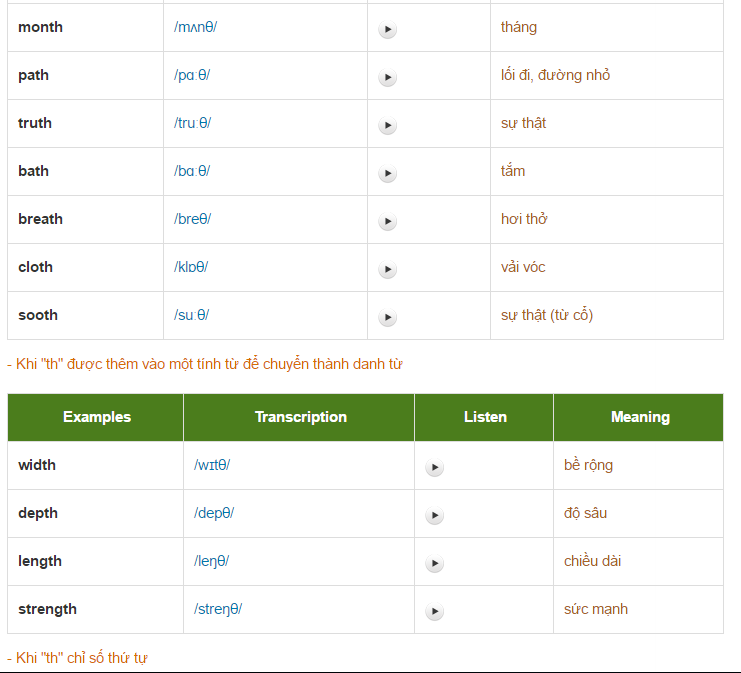 month /mʌnθ/ tháng
path /pɑːθ/ lối đi, đường nhỏ
truth /truːθ/ sự thật
bath /bɑːθ/ tắm
breath /breθ/ hơi thở
cloth /klɒθ/ vải vóc
sooth /suːθ/ sự thật (từ cổ)
- Khi "th" được thêm vào một tính từ để chuyển thành danh từ
Examples Transcription Listen Meaning
width /wɪtθ/ bề rộng
depth /depθ/ độ sâu
length /leŋθ/ chiều dài
strength /streŋθ/ sức mạnh
- Khi "th" chỉ số thứ tự